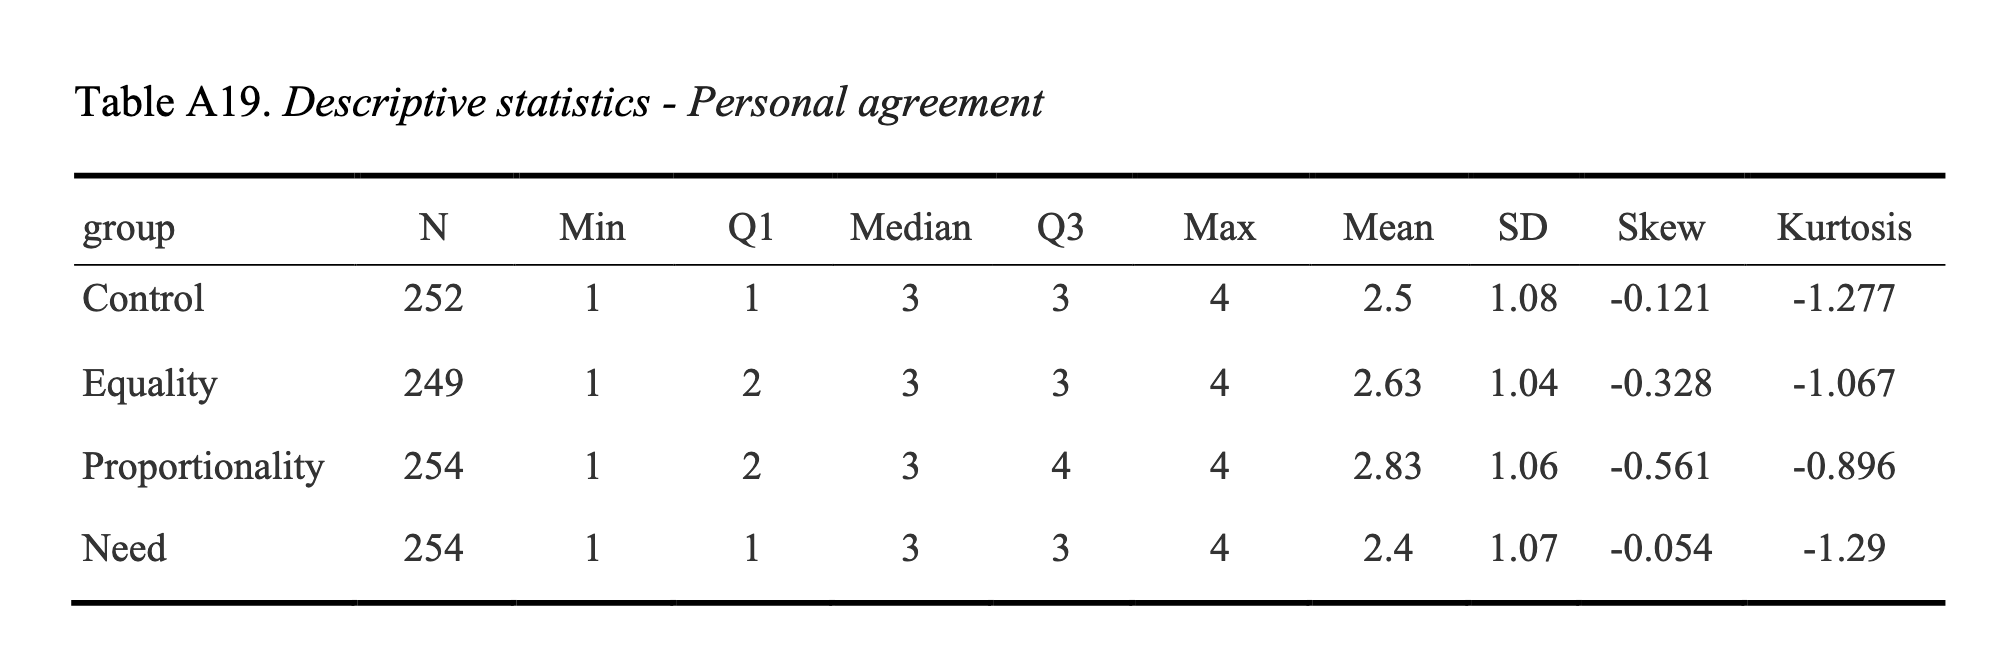 Table A19. Descriptive statistics - Personal agreement
group N Min Q1 Median Q3 Max Mean SD Skew Kurtosis
Control 252 1 1 3 3 4 2.5 1.08 -0.121 -1.277
Equality 249 1 2 3 3 4 2.63 1.04 -0.328 -1.067
Proportionality 254 1 2 3 4 4 2.83 1.06 -0.561 -0.896
Need 254 1 1 3 3 4 2.4 1.07 -0.054 -1.29